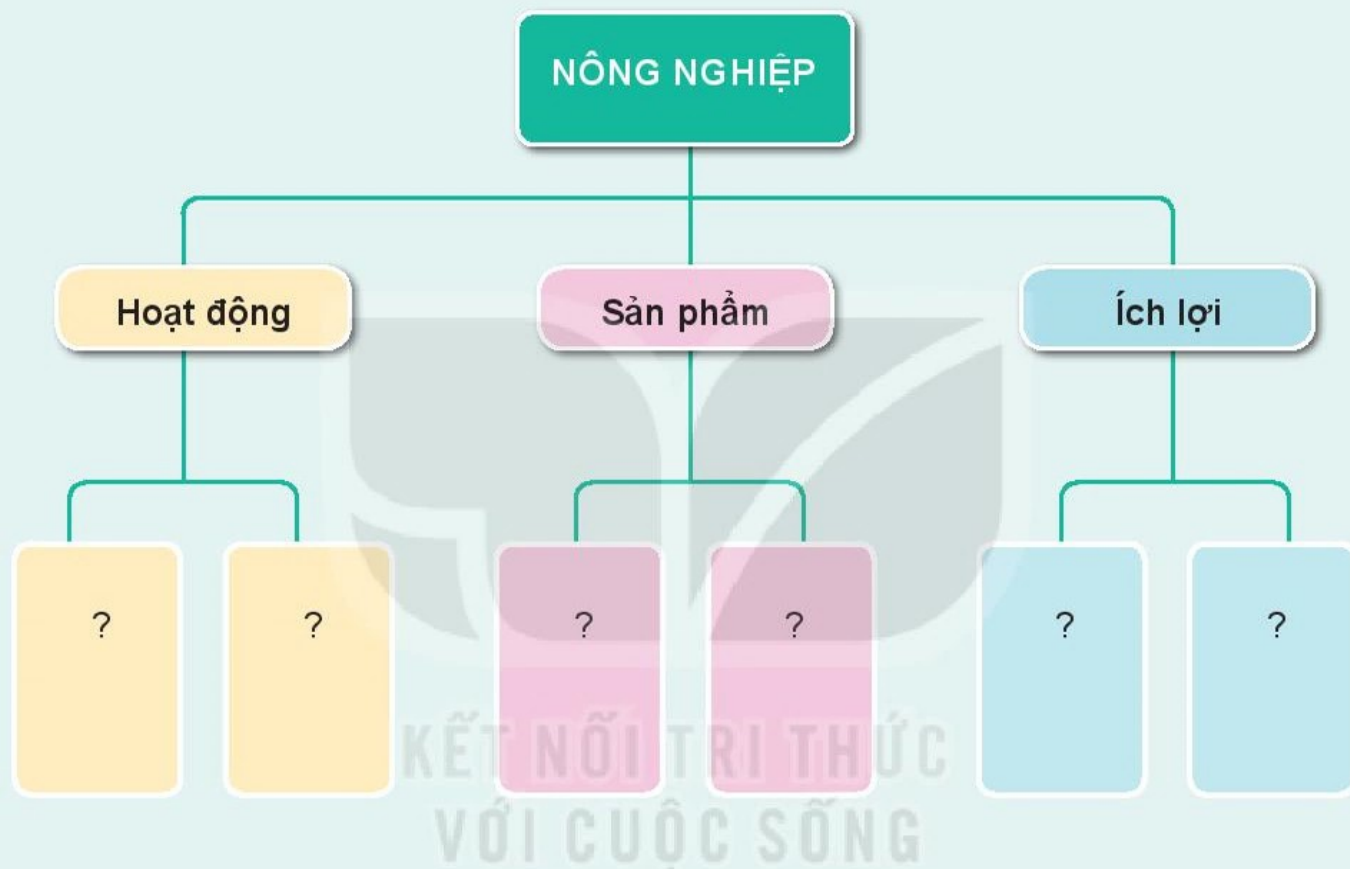 NÔNG NGHIỆP
Hoạt động
Sản phẩm
Ích lợi
?
?
?
?
?
?
KẾT NỐI TRI THỨC
VỚI CUỘC SỐNG